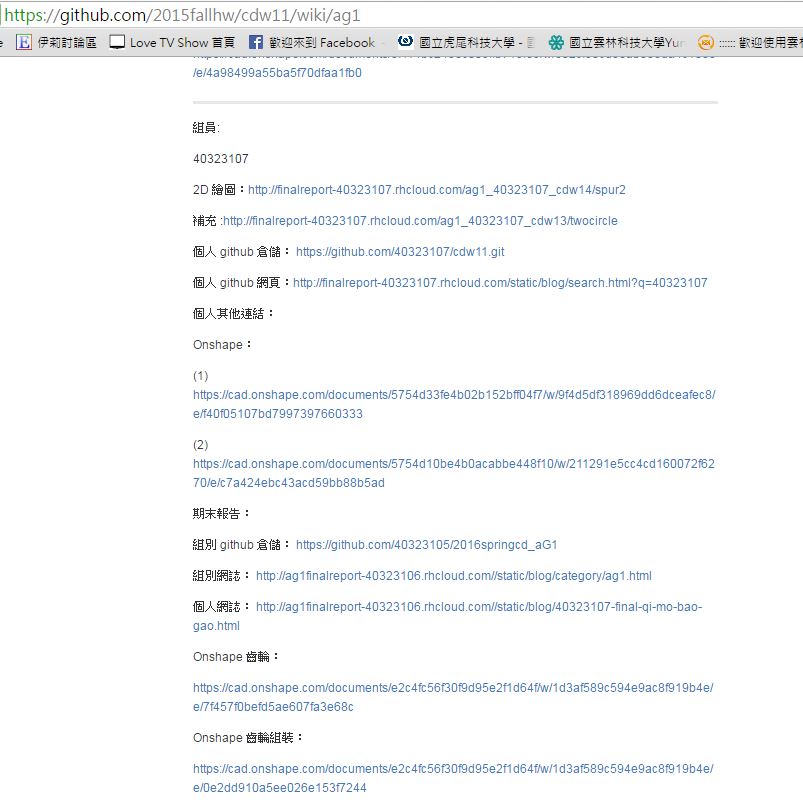 https://github.com/2015fallhw/cdw11/wiki/ag1
伊莉討論區 Love TV Show 首頁 歡迎來到 Facebook 國立虎尾科技大學 - 國立雲林科技大學Yun :::::: 歡迎使用雲
/e/4a98499a55ba5f70dfaa1fb0
組員:
40323107
2D 繪圖：http://finalreport-40323107.rhcloud.com/ag1_40323107_cdw14/spur2
補充 :http://finalreport-40323107.rhcloud.com/ag1_40323107_cdw13/twocircle
個人 github 倉儲： https://github.com/40323107/cdw11.git
個人 github 網頁：http://finalreport-40323107.rhcloud.com/static/blog/search.html?q=40323107
個人其他連結：
Onshape：
(1)
https://cad.onshape.com/documents/5754d33fe4b02b152bff04f7/w/9f4d5df318969dd6dceafec8/
e/f40f05107bd7997397660333
(2)
https://cad.onshape.com/documents/5754d10be4b0acabbe448f10/w/211291e5cc4cd160072f62
70/e/c7a424ebc43acd59bb88b5ad
期末報告：
組別 github 倉儲： https://github.com/40323105/2016springcd_aG1
組別網誌： http://ag1finalreport-40323106.rhcloud.com//static/blog/category/ag1.html
個人網誌： http://ag1finalreport-40323106.rhcloud.com//static/blog/40323107-final-qi-mo-bao-
gao.html
Onshape 齒輪：
https://cad.onshape.com/documents/e2c4fc56f30f9d95e2f1d64f/w/1d3af589c594e9ac8f919b4e/
e/7f457f0befd5ae607fa3e68c
Onshape 齒輪組裝：
https://cad.onshape.com/documents/e2c4fc56f30f9d95e2f1d64f/w/1d3af589c594e9ac8f919b4e/
e/0e2dd910a5ee026e153f7244